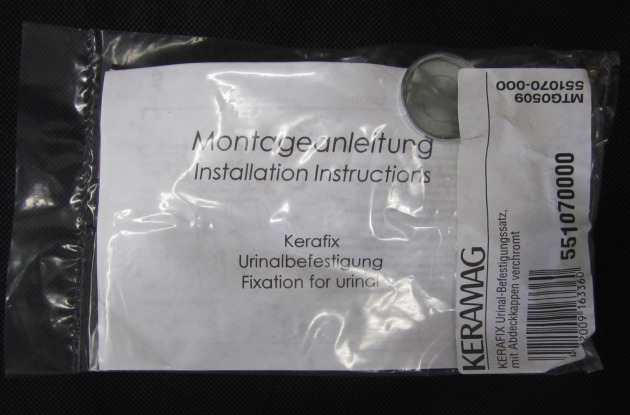 Montageanleitung
Installation Instructions
Kerafix
Urinalbefestigung
Fixation for urinal
KERAMAG
KERAFIX Urinal-Befestigungssatz,
mit Abdeckkappen verchromt
551070000
MTG0509
551070-000